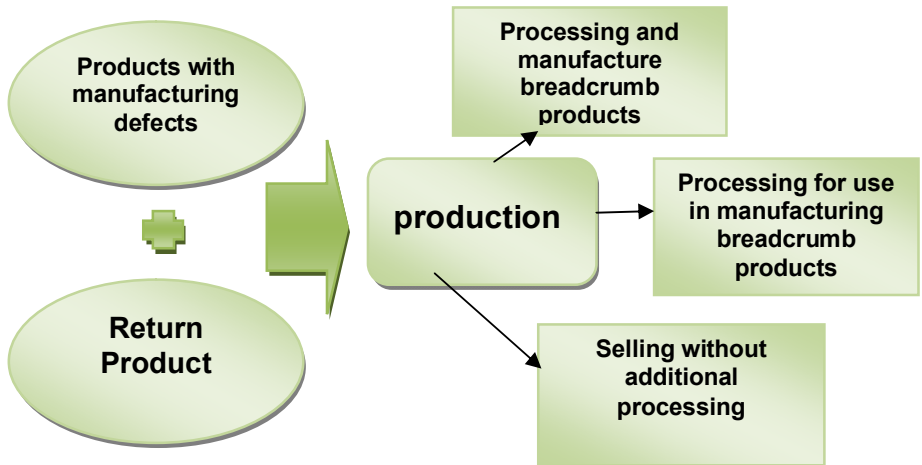 Products with
manufacturing
defects
Return
Product
production
Processing and
manufacture
breadcrumb
products
Processing for use
in manufacturing
breadcrumb
products
Selling without
additional
processing